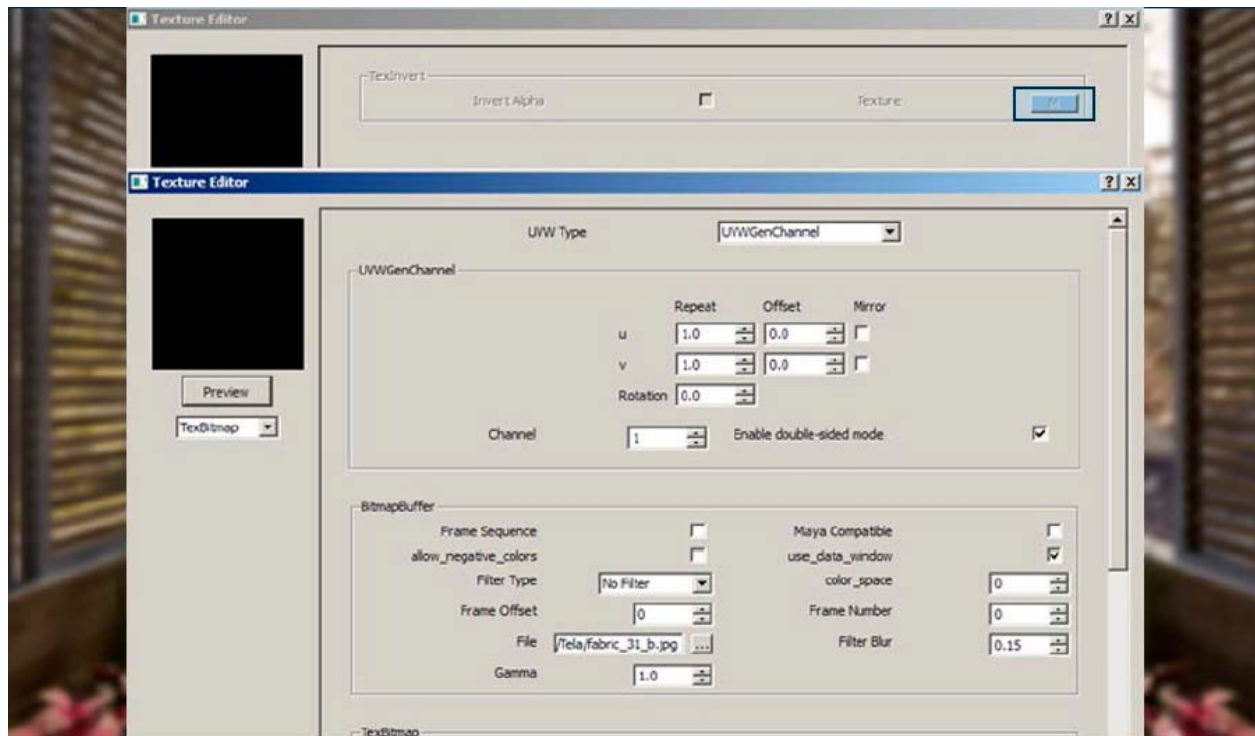 Texture Editor
TexInvert
Invert Alpha Texture M
Texture Editor
UVW Type UVWGenChannel
UVWGenChannel
Repeat Offset Mirror
u 1.0 0.0
v 1.0 0.0
Rotation 0.0
Preview
TexBitmap
Channel 1 Enable double-sided mode
BitmapBuffer
Frame Sequence Maya Compatible
allow_negative_colors use_data_window
Filter Type No Filter color_space 0
Frame Offset 0 Frame Number 0
File /Tela/fabric_31_b.jpg ... Filter Blur 0.15
Gamma 1.0
TexBitmap